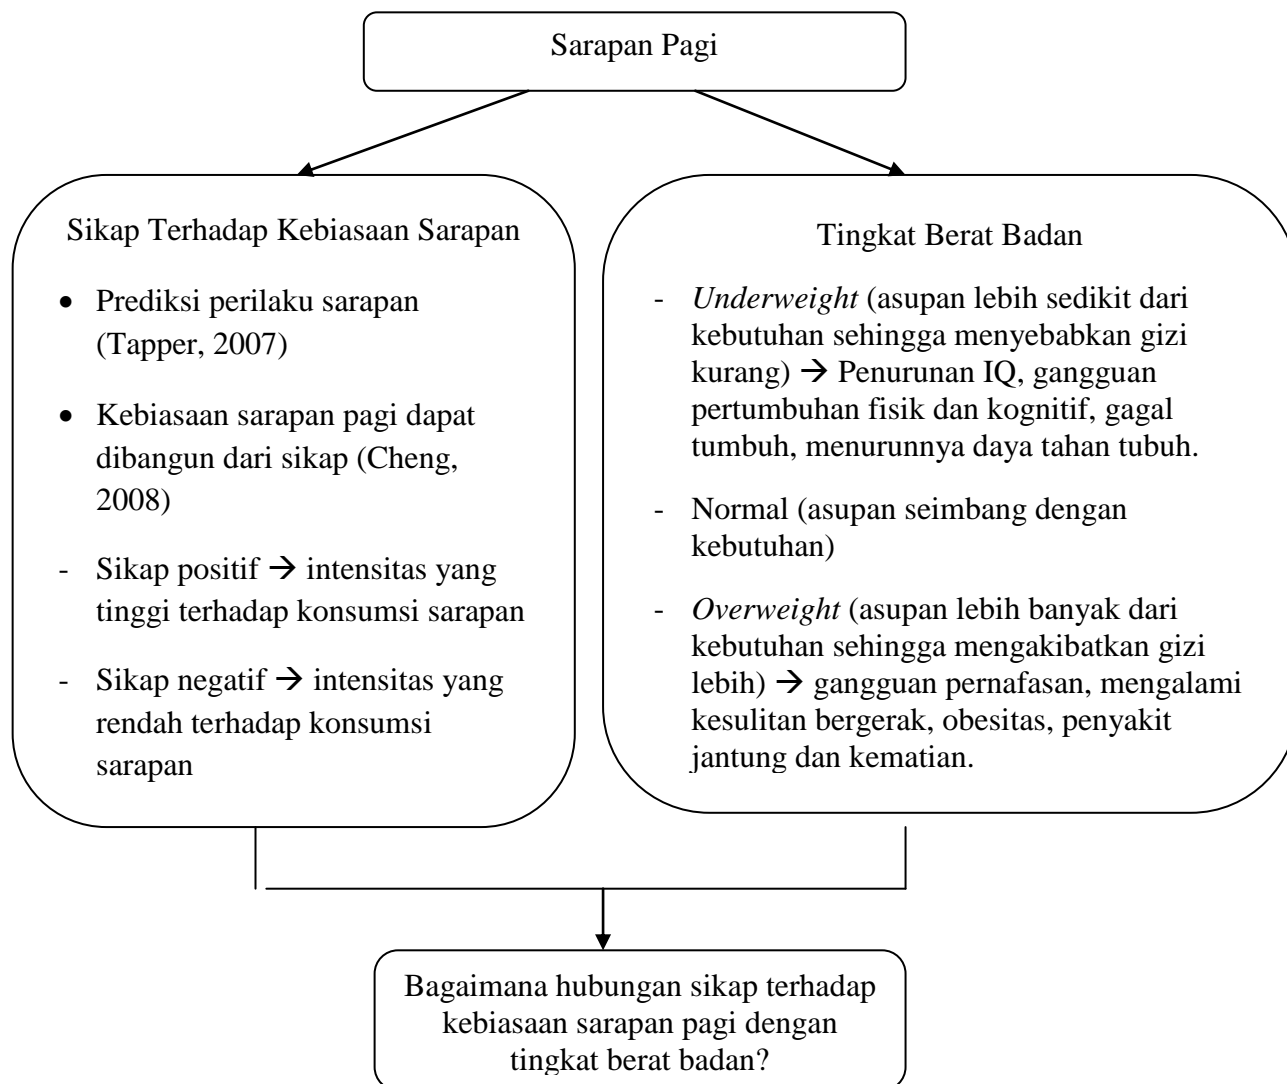 Sarapan Pagi
Sikap Terhadap Kebiasaan Sarapan
• Prediksi perilaku sarapan
(Tapper, 2007)
• Kebiasaan sarapan pagi dapat
dibangun dari sikap (Cheng,
2008)
- Sikap positif → intensitas yang
tinggi terhadap konsumsi sarapan
- Sikap negatif → intensitas yang
rendah terhadap konsumsi
sarapan
Tingkat Berat Badan
- Underweight (asupan lebih sedikit dari
kebutuhan sehingga menyebabkan gizi
kurang) → Penurunan IQ, gangguan
pertumbuhan fisik dan kognitif, gagal
tumbuh, menurunnya daya tahan tubuh.
- Normal (asupan seimbang dengan
kebutuhan)
- Overweight (asupan lebih banyak dari
kebutuhan sehingga mengakibatkan gizi
lebih) → gangguan pernafasan, mengalami
kesulitan bergerak, obesitas, penyakit
jantung dan kematian.
Bagaimana hubungan sikap terhadap
kebiasaan sarapan pagi dengan
tingkat berat badan?